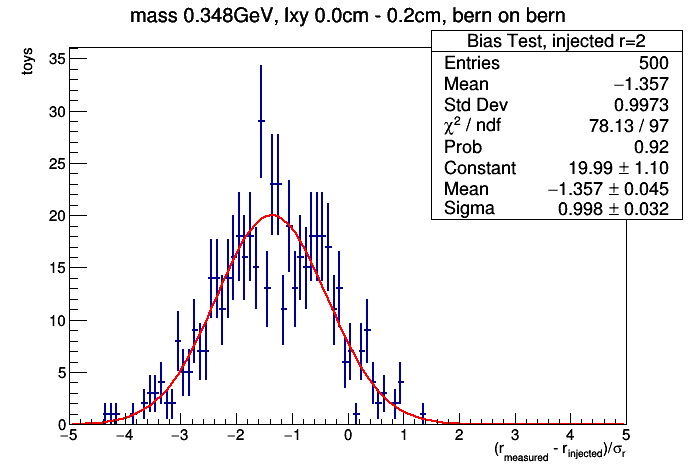 mass 0.348GeV, lxy 0.0cm - 0.2cm, bern on bern
Bias Test, injected r=2
Entries 500
Mean −1.357
Std Dev 0.9973
χ² / ndf 78.13 / 97
Prob 0.92
Constant 19.99 ± 1.10
Mean −1.357 ± 0.045
Sigma 0.998 ± 0.032
toys
35
30
25
20
15
10
5
0
−5 −4 −3 −2 −1 0 1 2 3 4 5
(r_measured - r_injected)/σ_r